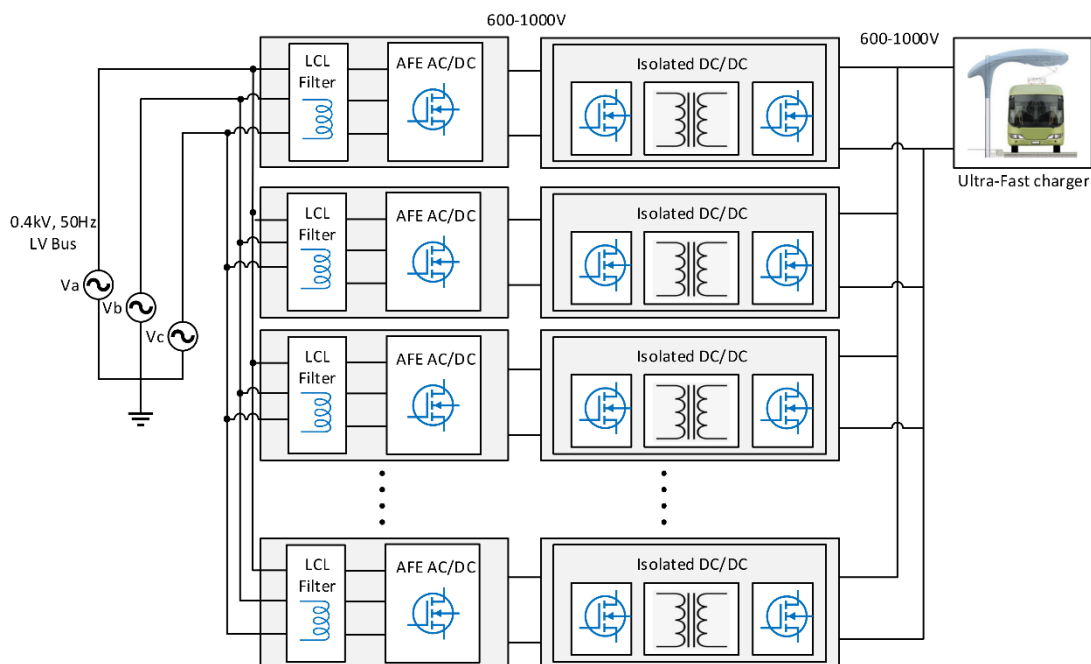 600-1000V
600-1000V
LCL
Filter
AFE AC/DC
Isolated DC/DC
Ultra-Fast charger
0.4kV, 50Hz
LV Bus
Va
Vb
Vc
LCL
Filter
AFE AC/DC
Isolated DC/DC
LCL
Filter
AFE AC/DC
Isolated DC/DC
LCL
Filter
AFE AC/DC
Isolated DC/DC